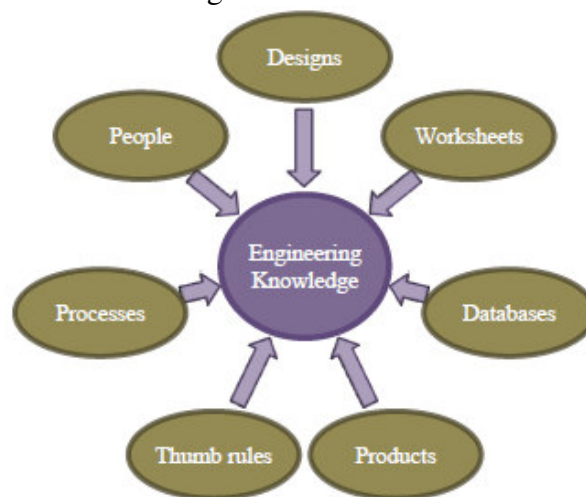 Designs
People
Worksheets
Engineering
Knowledge
Processes
Databases
Thumb rules
Products